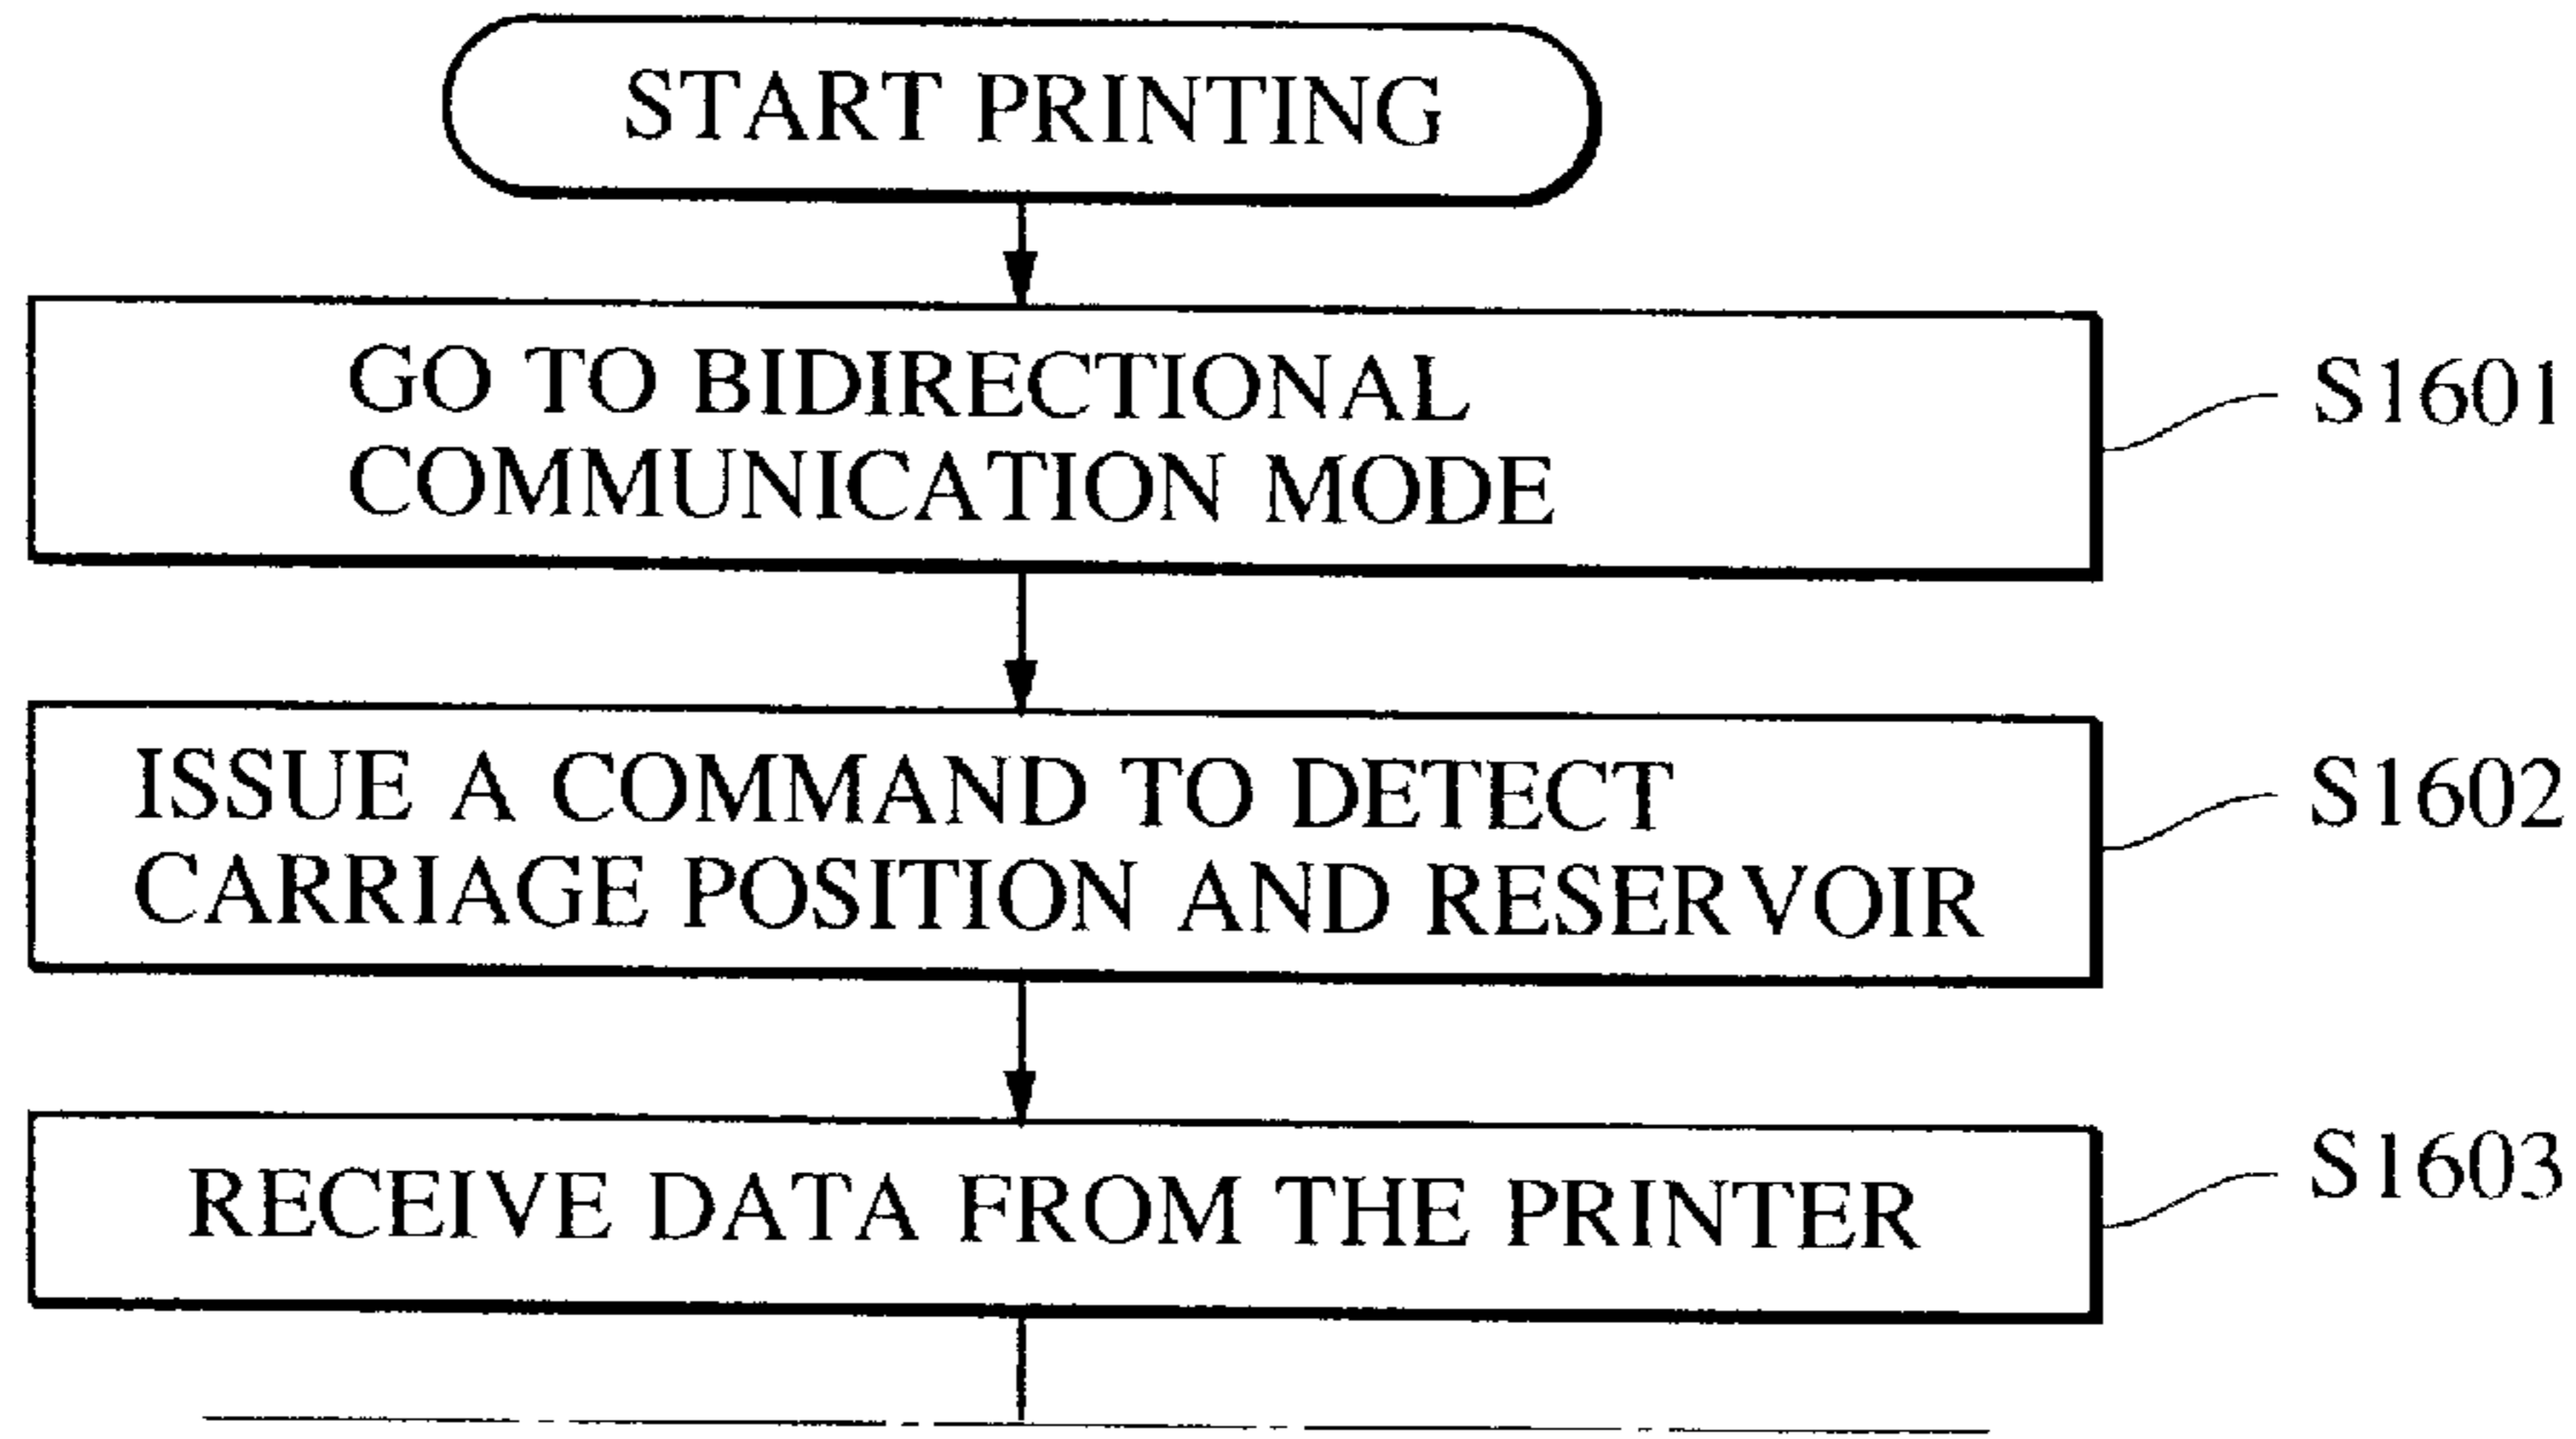 START PRINTING
GO TO BIDIRECTIONAL
COMMUNICATION MODE
S1601
ISSUE A COMMAND TO DETECT
CARRIAGE POSITION AND RESERVOIR
S1602
RECEIVE DATA FROM THE PRINTER
S1603